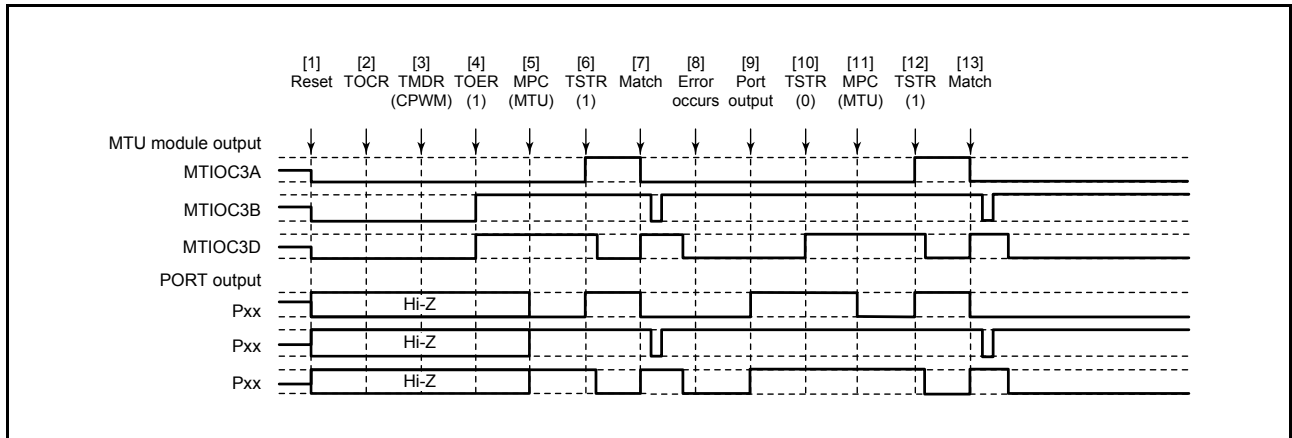 [1] [2] [3] [4] [5] [6] [7] [8] [9] [10] [11] [12] [13]
Reset TOCR TMDR TOER MPC TSTR Match Error Port TSTR MPC TSTR Match
(CPWM) (1) (MTU) (1) occurs output (0) (MTU) (1)
MTU module output
MTIOC3A
MTIOC3B
MTIOC3D
PORT output
Pxx Hi-Z
Pxx Hi-Z
Pxx Hi-Z